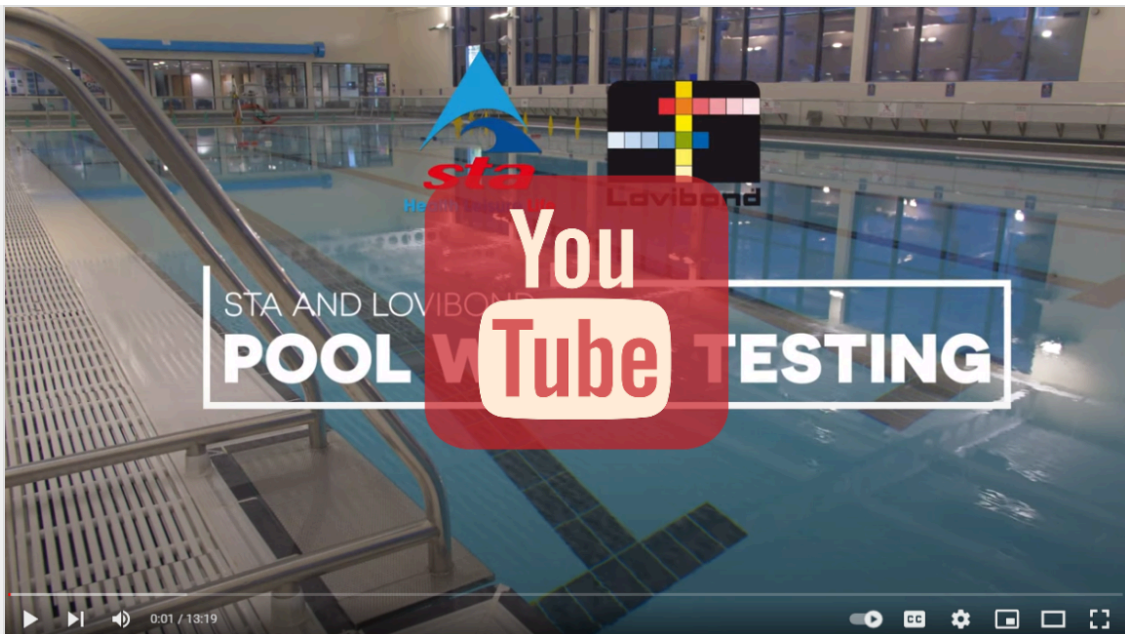 sta
Lovibond
You
Tube
STA AND LOVIBOND
POOL W TESTING
0:01 / 13:19
CC